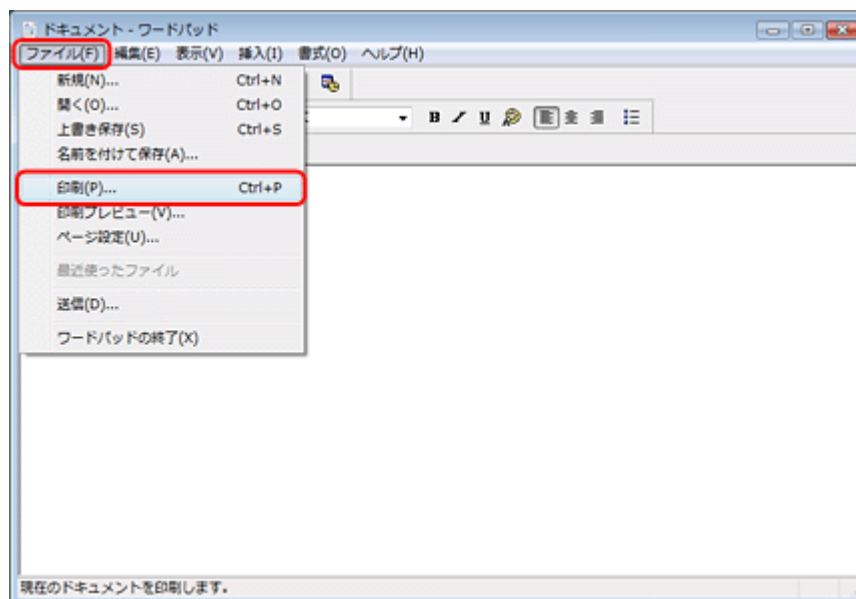 ドキュメント - ワードパッド
ファイル(F) 編集(E) 表示(V) 挿入(I) 書式(O) ヘルプ(H)
新規(N)... Ctrl+N
開く(O)... Ctrl+O
上書き保存(S) Ctrl+S
名前を付けて保存(A)...
印刷(P)... Ctrl+P
印刷プレビュー(V)...
ページ設定(U)...
最近使ったファイル
送信(D)...
ワードパッドの終了(X)
B I U
現在のドキュメントを印刷します。